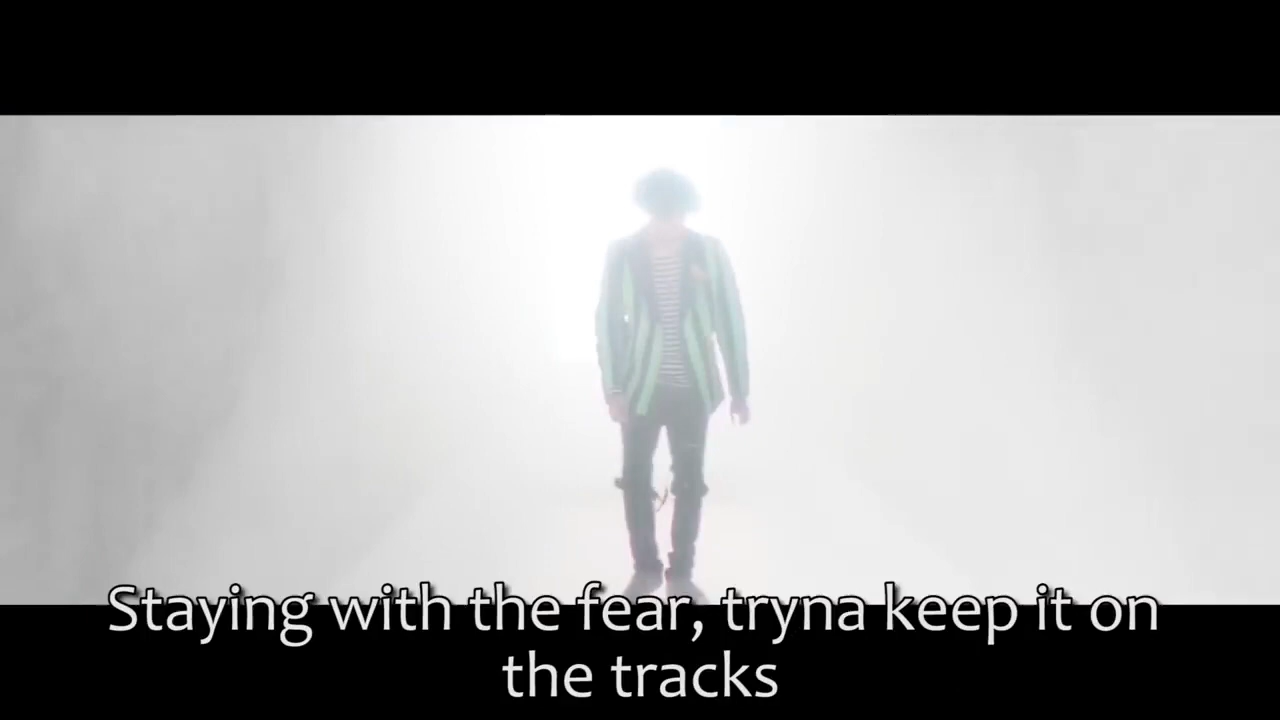 Staying with the fear, tryna keep it on
the tracks